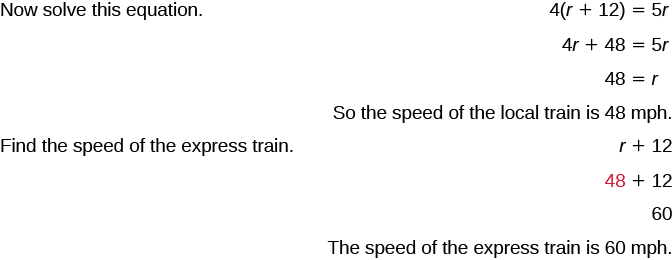 Now solve this equation. 4(r + 12) = 5r
4r + 48 = 5r
48 = r
So the speed of the local train is 48 mph.
Find the speed of the express train. r + 12
48 + 12
60
The speed of the express train is 60 mph.